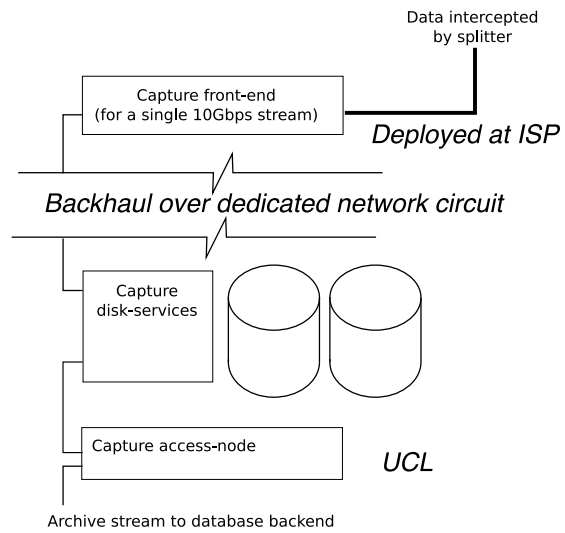 Data intercepted
by splitter
Capture front-end
(for a single 10Gbps stream)
Deployed at ISP
Backhaul over dedicated network circuit
Capture
disk-services
Capture access-node
UCL
Archive stream to database backend